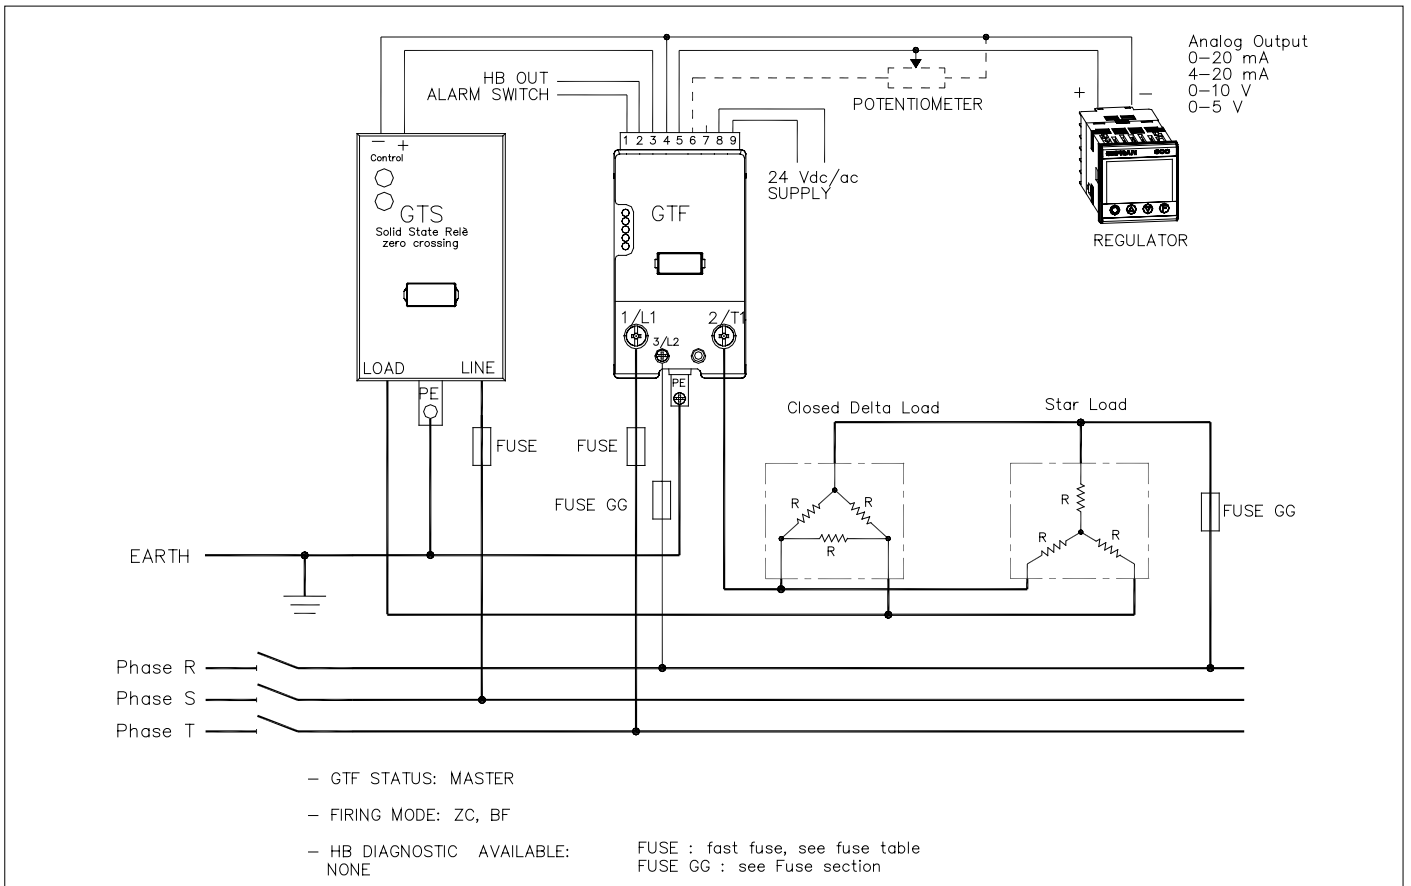 Analog Output
0-20 mA
4-20 mA
0-10 V
0-5 V
HB OUT
ALARM SWITCH
POTENTIOMETER
+ −
− +
Control
GTS
Solid State Relè
zero crossing
LOAD LINE
PE
1 2 3 4 5 6 7 8 9
24 Vdc/ac
SUPPLY
GTF
1/L1 2/T1
3/L2
PE
GEFRAN 600
F
REGULATOR
FUSE
FUSE
FUSE GG
Closed Delta Load
R R
R
Star Load
R
R R
FUSE GG
EARTH
Phase R
Phase S
Phase T
− GTF STATUS: MASTER
− FIRING MODE: ZC, BF
− HB DIAGNOSTIC AVAILABLE:
NONE
FUSE : fast fuse, see fuse table
FUSE GG : see Fuse section